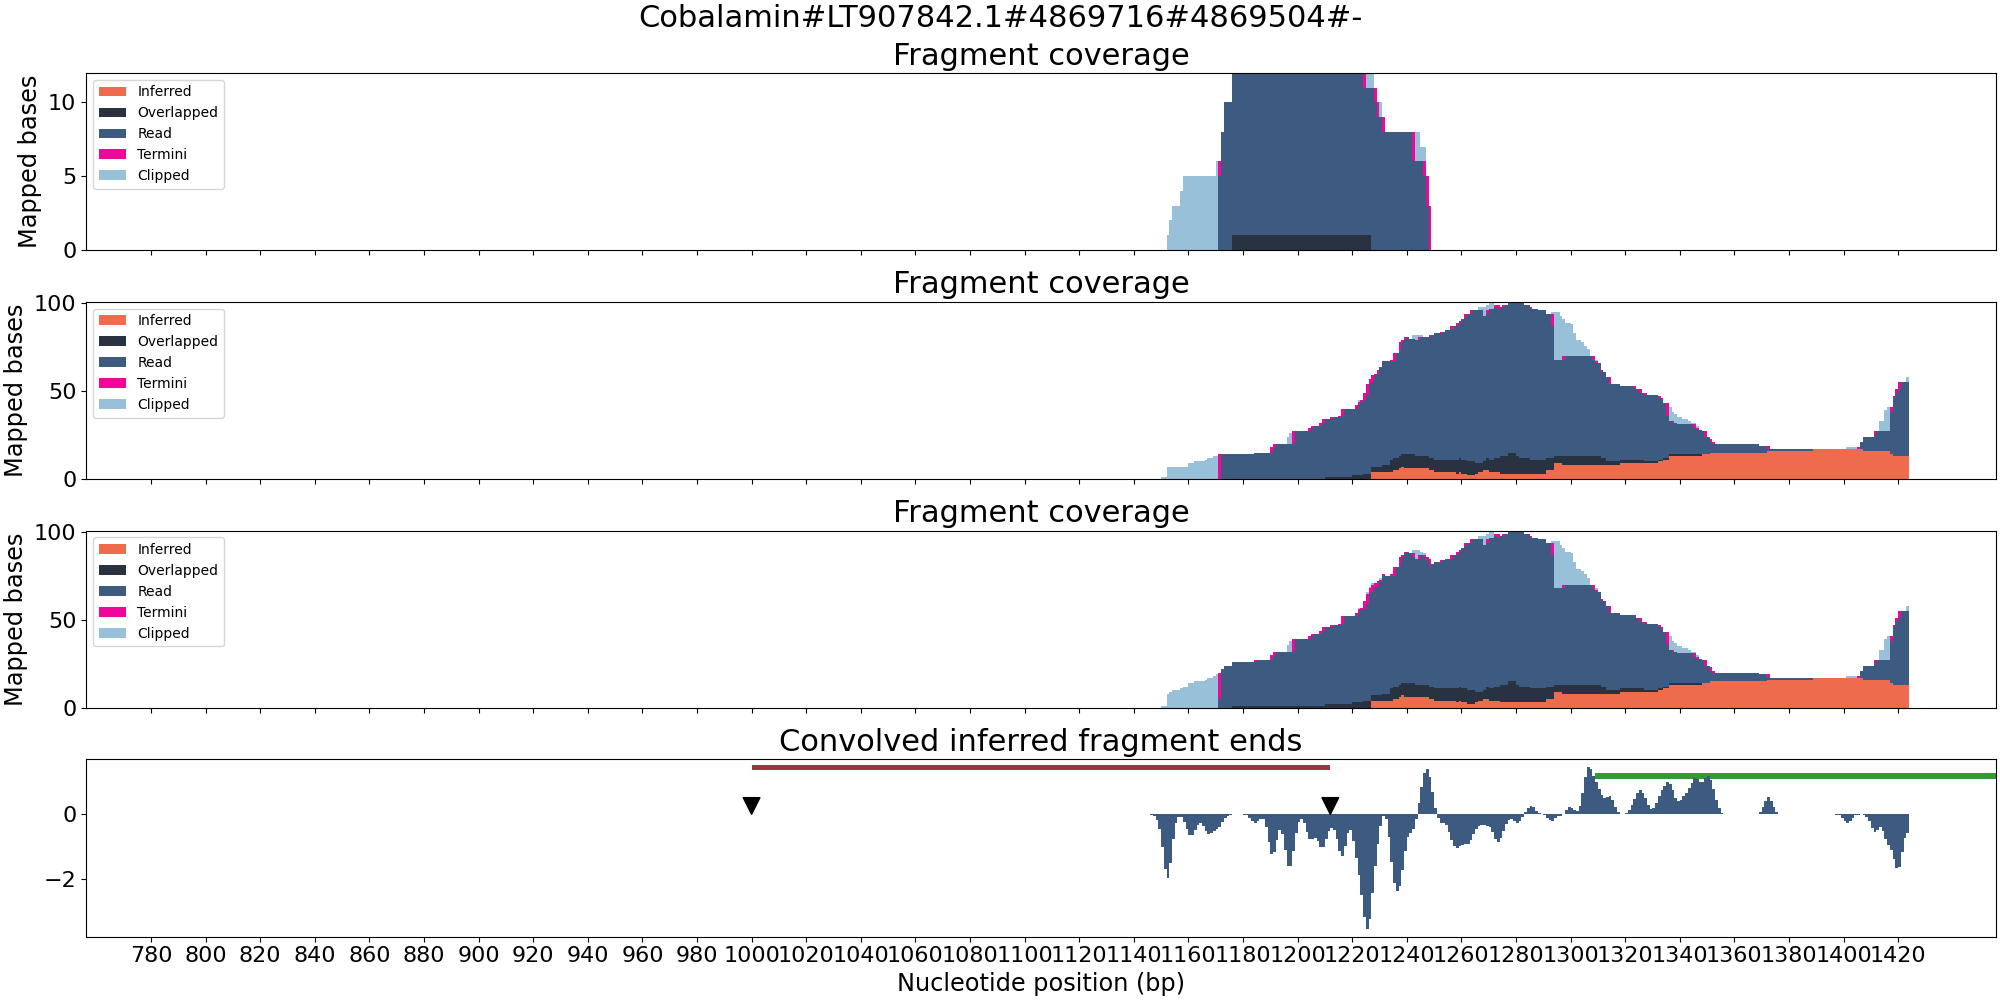 Cobalamin#LT907842.1#4869716#4869504#-
Fragment coverage
Mapped bases
10
5
0
Inferred
Overlapped
Read
Termini
Clipped
Fragment coverage
Mapped bases
100
50
0
Inferred
Overlapped
Read
Termini
Clipped
Fragment coverage
Mapped bases
100
50
0
Inferred
Overlapped
Read
Termini
Clipped
Convolved inferred fragment ends
0
−2
780 800 820 840 860 880 900 920 940 960 980 1000 1020 1040 1060 1080 1100 1120 1140 1160 1180 1200 1220 1240 1260 1280 1300 1320 1340 1360 1380 1400 1420
Nucleotide position (bp)